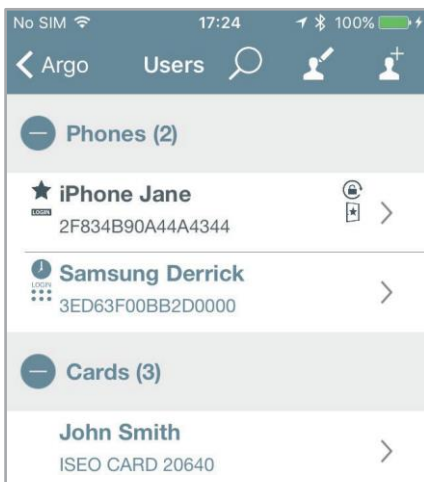 No SIM 17:24 100%
Argo Users
Phones (2)
iPhone Jane
LOGIN
2F834B90A44A4344
Samsung Derrick
LOGIN
3ED63F00BB2D0000
Cards (3)
John Smith
ISEO CARD 20640